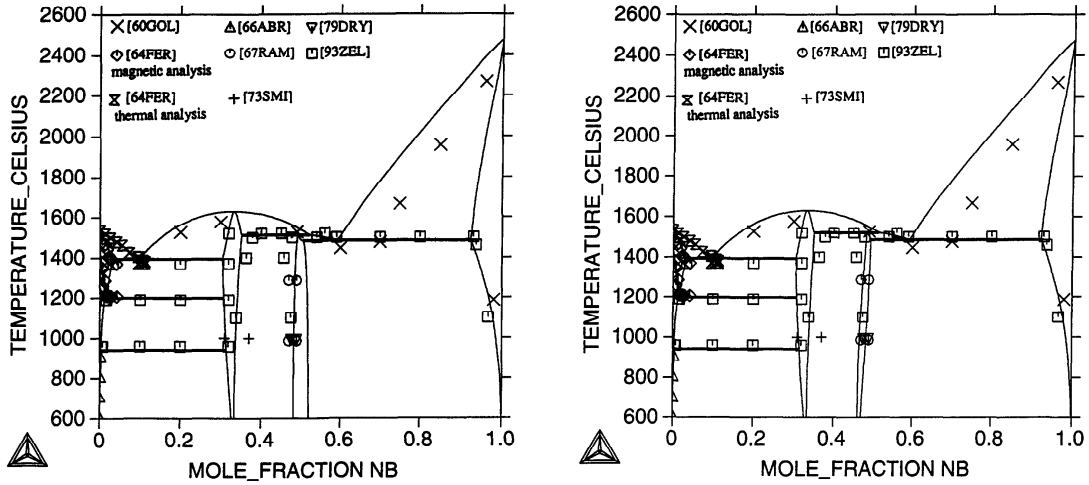 2600
2400
2200
2000
1800
1600
1400
1200
1000
800
600
TEMPERATURE_CELSIUS
[60GOL] [66ABR] [79DRY]
[64FER] [67RAM] [93ZEL]
magnetic analysis
[64FER] [73SMI]
thermal analysis
0 0.2 0.4 0.6 0.8 1.0
MOLE_FRACTION NB
2600
2400
2200
2000
1800
1600
1400
1200
1000
800
600
TEMPERATURE_CELSIUS
[60GOL] [66ABR] [79DRY]
[64FER] [67RAM] [93ZEL]
magnetic analysis
[64FER] [73SMI]
thermal analysis
0 0.2 0.4 0.6 0.8 1.0
MOLE_FRACTION NB